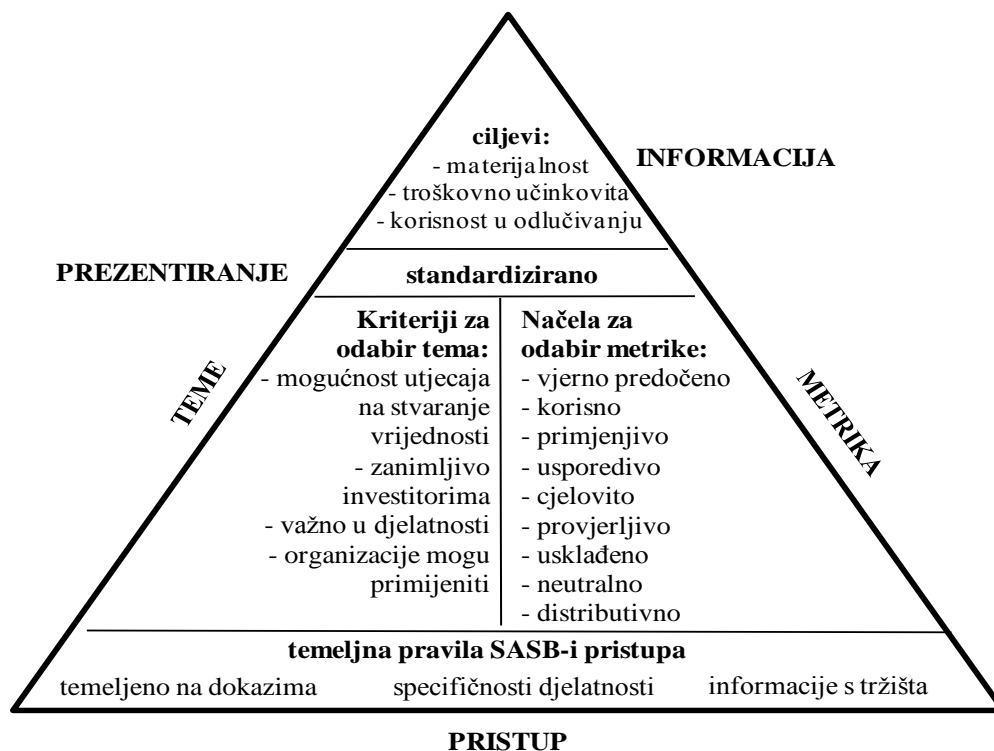 ciljevi:
- materijalnost
- troškovno učinkovita
- korisnost u odlučivanju
INFORMACIJA
PREZENTIRANJE
standardizirano
TEME
Kriteriji za
odabir tema:
- mogućnost utjecaja
na stvaranje
vrijednosti
- zanimljivo
investitorima
- važno u djelatnosti
- organizacije mogu
primijeniti
Načela za
odabir metrike:
- vjerno predočeno
- korisno
- primjenjivo
- usporedivo
- cjelovito
- provjerljivo
- usklađeno
- neutralno
- distributivno
METRIKA
temeljna pravila SASB-i pristupa
temeljeno na dokazima specifičnosti djelatnosti informacije s tržišta
PRISTUP